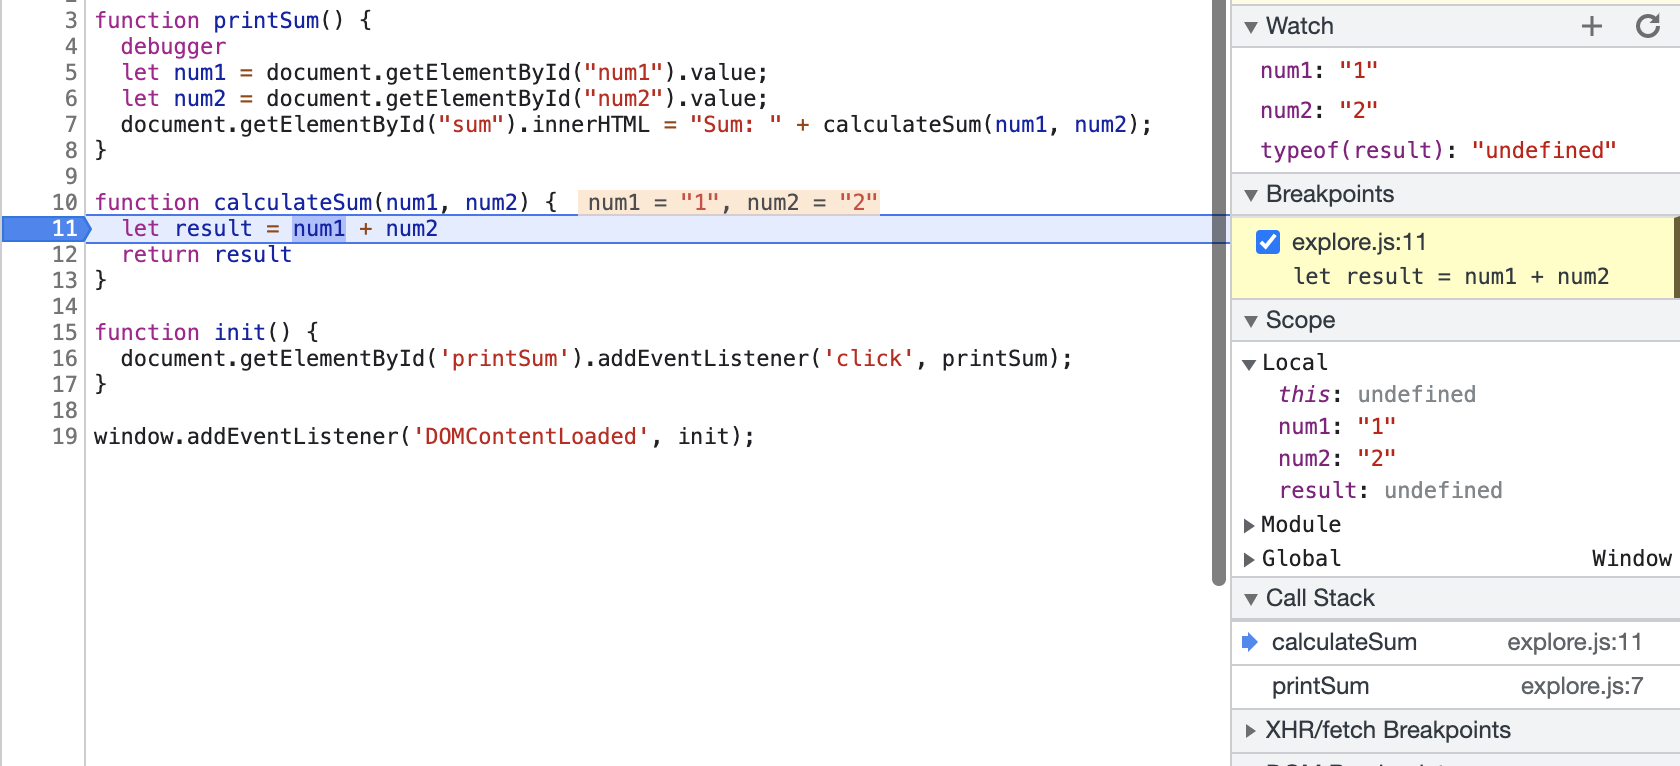 3 function printSum() {
4   debugger
5   let num1 = document.getElementById("num1").value;
6   let num2 = document.getElementById("num2").value;
7   document.getElementById("sum").innerHTML = "Sum: " + calculateSum(num1, num2);
8 }
9
10 function calculateSum(num1, num2) {  num1 = "1", num2 = "2"
11   let result = num1 + num2
12   return result
13 }
14
15 function init() {
16   document.getElementById('printSum').addEventListener('click', printSum);
17 }
18
19 window.addEventListener('DOMContentLoaded', init);
Watch
num1: "1"
num2: "2"
typeof(result): "undefined"
Breakpoints
explore.js:11
let result = num1 + num2
Scope
Local
this: undefined
num1: "1"
num2: "2"
result: undefined
Module
Global Window
Call Stack
calculateSum explore.js:11
printSum explore.js:7
XHR/fetch Breakpoints